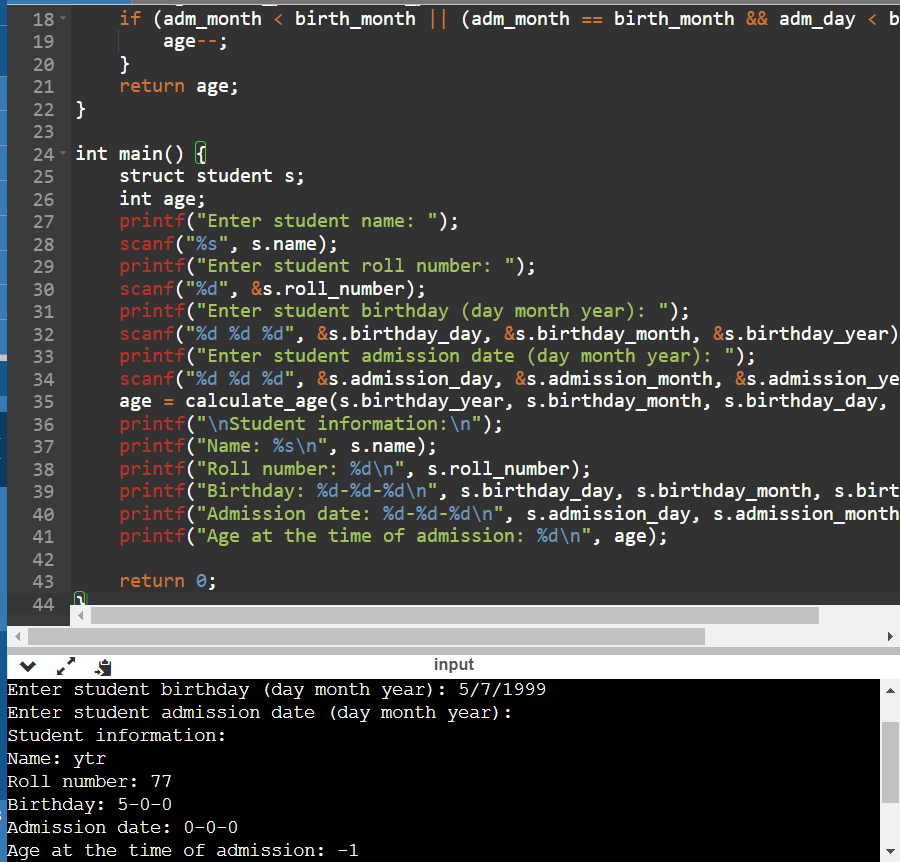 18 if (adm_month < birth_month || (adm_month == birth_month && adm_day < b
19 age--;
20 }
21 return age;
22 }
23
24 int main() {
25 struct student s;
26 int age;
27 printf("Enter student name: ");
28 scanf("%s", s.name);
29 printf("Enter student roll number: ");
30 scanf("%d", &s.roll_number);
31 printf("Enter student birthday (day month year): ");
32 scanf("%d %d %d", &s.birthday_day, &s.birthday_month, &s.birthday_year)
33 printf("Enter student admission date (day month year): ");
34 scanf("%d %d %d", &s.admission_day, &s.admission_month, &s.admission_ye
35 age = calculate_age(s.birthday_year, s.birthday_month, s.birthday_day,
36 printf("\nStudent information:\n");
37 printf("Name: %s\n", s.name);
38 printf("Roll number: %d\n", s.roll_number);
39 printf("Birthday: %d-%d-%d\n", s.birthday_day, s.birthday_month, s.birt
40 printf("Admission date: %d-%d-%d\n", s.admission_day, s.admission_month
41 printf("Age at the time of admission: %d\n", age);
42
43 return 0;
44 }
input
Enter student birthday (day month year): 5/7/1999
Enter student admission date (day month year):
Student information:
Name: ytr
Roll number: 77
Birthday: 5-0-0
Admission date: 0-0-0
Age at the time of admission: -1